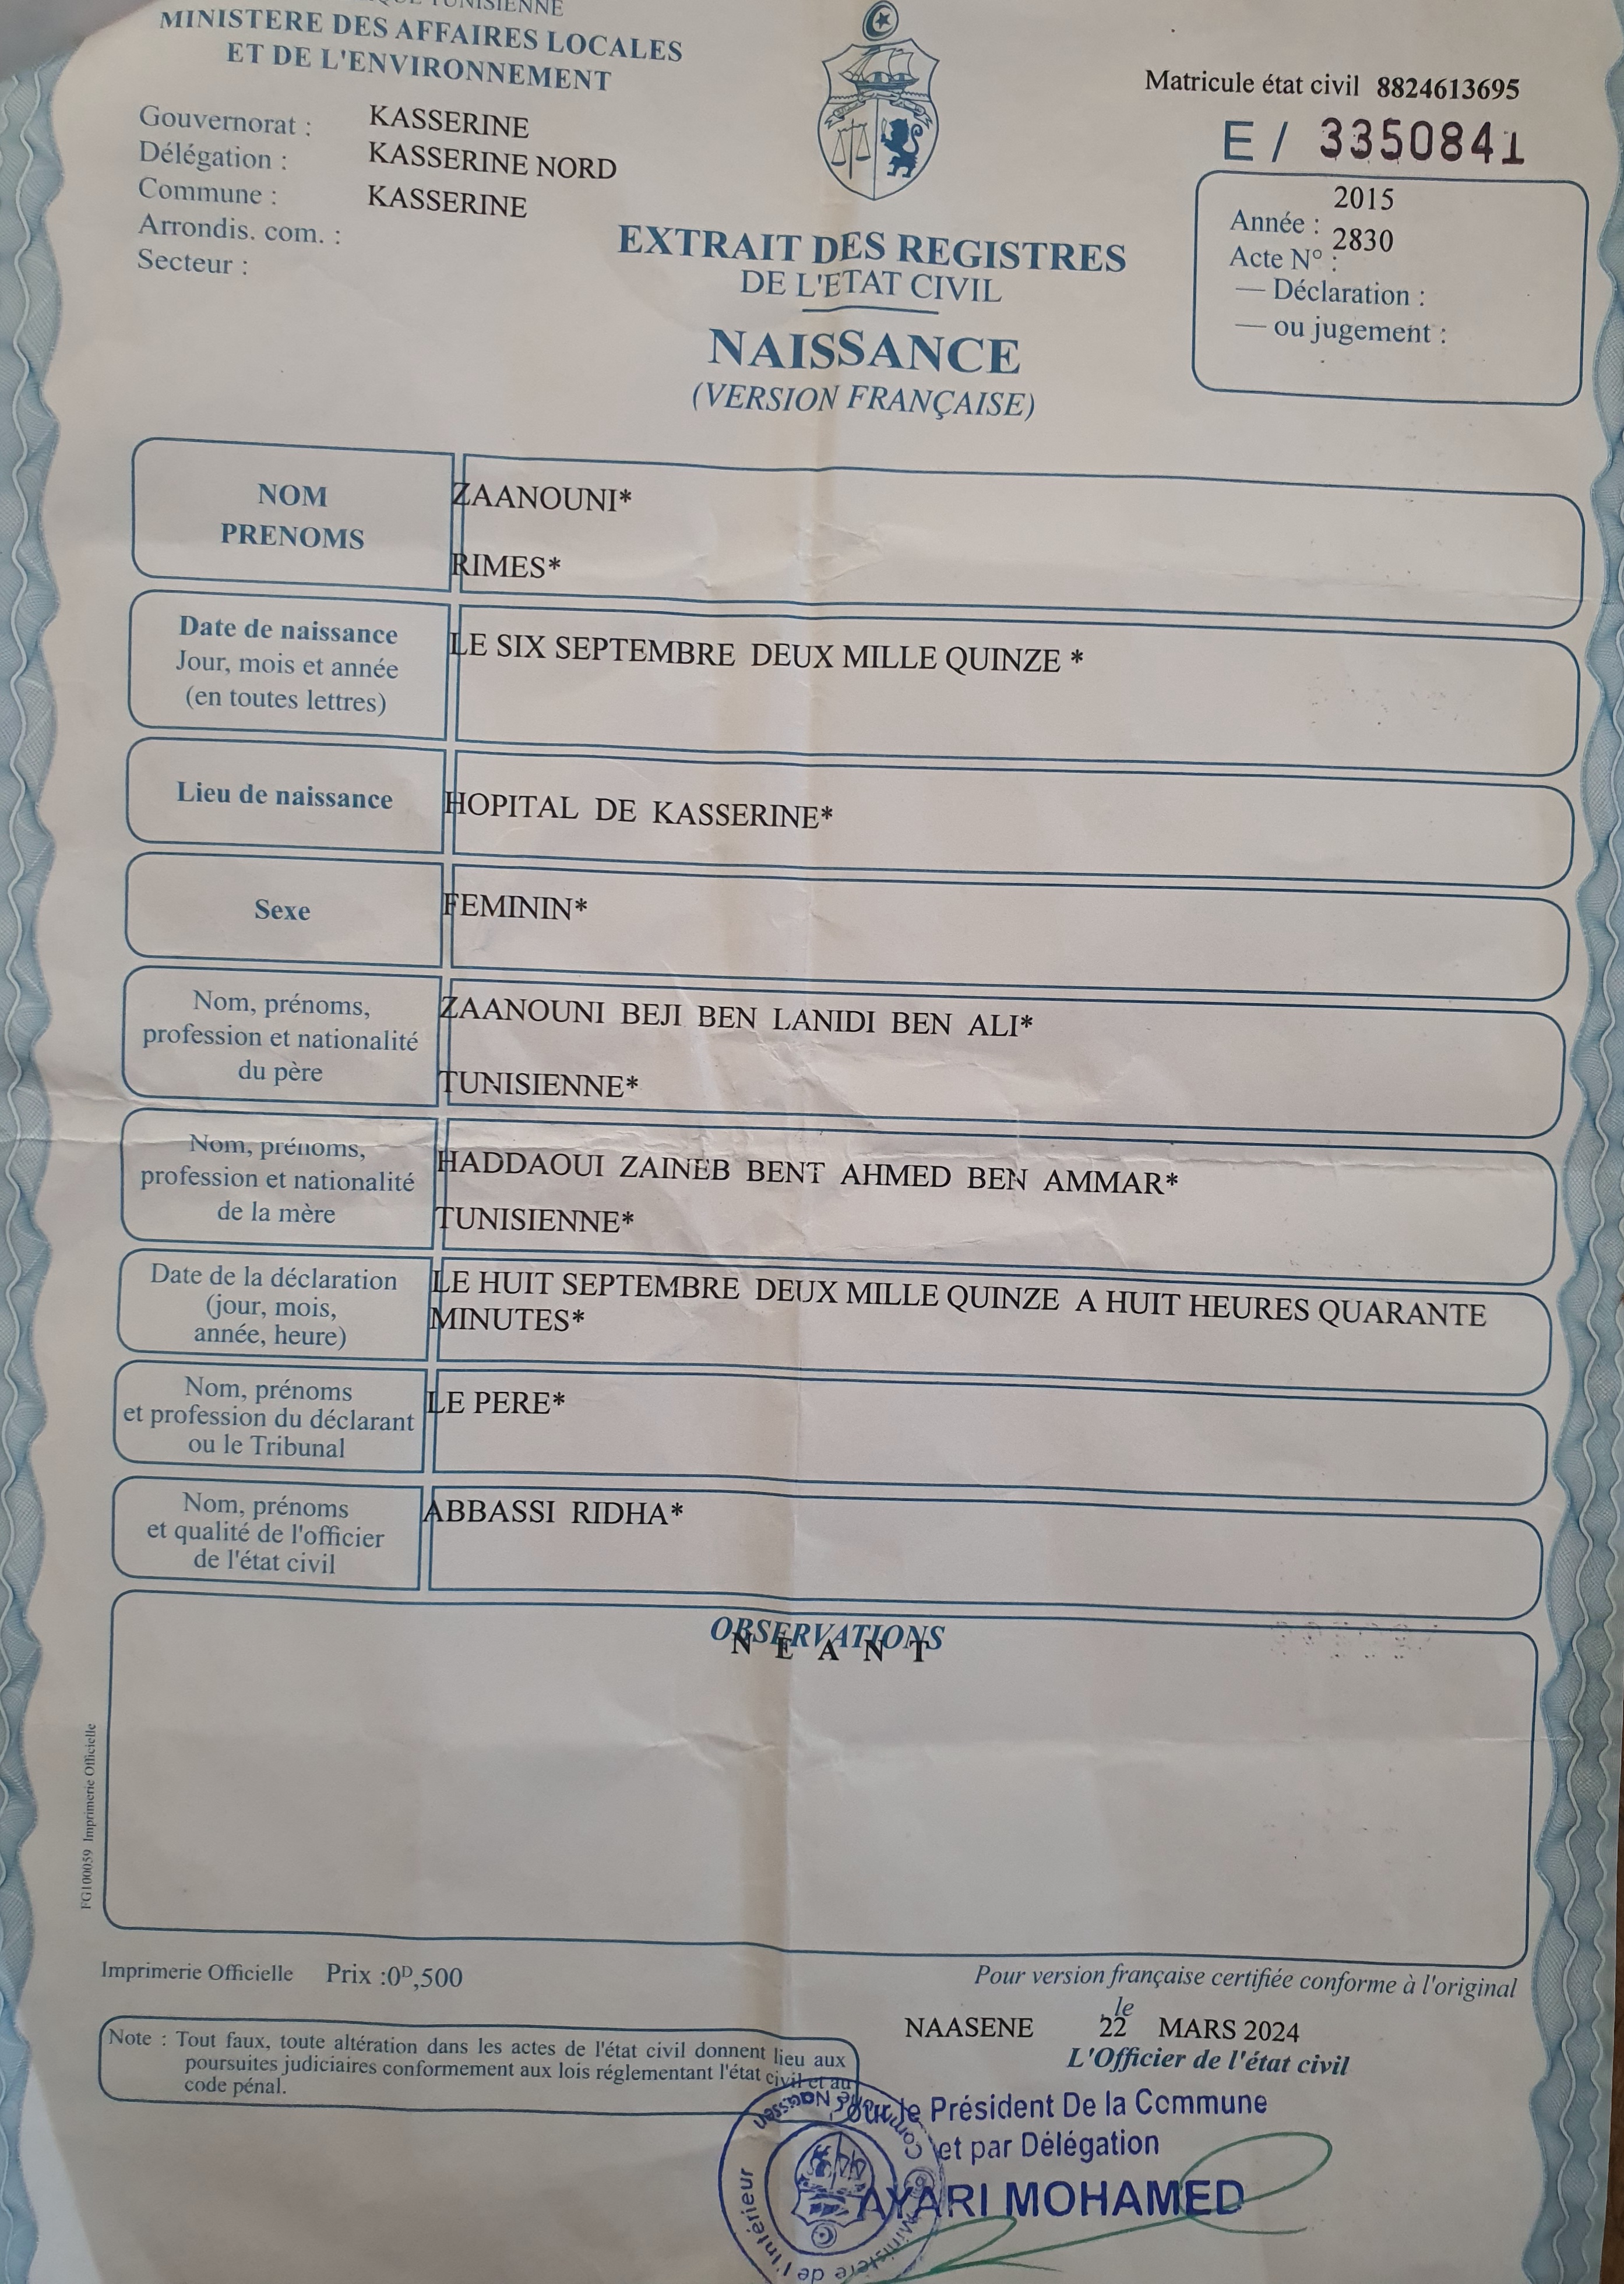 TUNISIENNE
MINISTERE DES AFFAIRES LOCALES
ET DE L'ENVIRONNEMENT
Gouvernorat : KASSERINE
Délégation : KASSERINE NORD
Commune : KASSERINE
Arrondis. com. :
Secteur :
Matricule état civil 8824613695
E / 3350841
2015
Année :
2830
Acte N° :
— Déclaration :
— ou jugement :
EXTRAIT DES REGISTRES
DE L'ETAT CIVIL
NAISSANCE
(VERSION FRANÇAISE)
NOM
PRENOMS
ZAANOUNI*
RIMES*
Date de naissance
Jour, mois et année
(en toutes lettres)
LE SIX SEPTEMBRE DEUX MILLE QUINZE *
Lieu de naissance
HOPITAL DE KASSERINE*
Sexe
FEMININ*
Nom, prénoms,
profession et nationalité
du père
ZAANOUNI BEJI BEN LANIDI BEN ALI*
TUNISIENNE*
Nom, prénoms,
profession et nationalité
de la mère
HADDAOUI ZAINEB BENT AHMED BEN AMMAR*
TUNISIENNE*
Date de la déclaration
(jour, mois,
année, heure)
LE HUIT SEPTEMBRE DEUX MILLE QUINZE A HUIT HEURES QUARANTE
MINUTES*
Nom, prénoms
et profession du déclarant
ou le Tribunal
LE PERE*
Nom, prénoms
et qualité de l'officier
de l'état civil
ABBASSI RIDHA*
OBSERVATIONS
N E A N T
FG100059 Imprimerie Officielle
Imprimerie Officielle Prix :0D,500
Pour version française certifiée conforme à l'original
le
NAASENE 22 MARS 2024
L'Officier de l'état civil
Note : Tout faux, toute altération dans les actes de l'état civil donnent lieu aux
poursuites judiciaires conformement aux lois réglementant l'état civil et au
code pénal.
Pour le Président De la Commune
et par Délégation
AYARI MOHAMED
Ministère de l'Intérieur